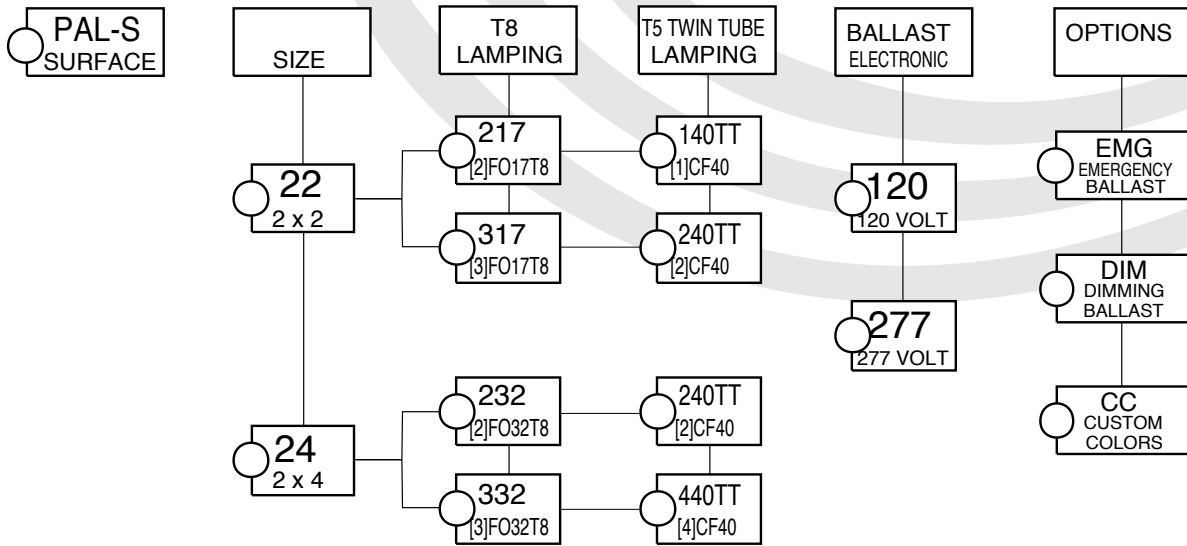 PAL-S
SURFACE
SIZE
T8
LAMPING
T5 TWIN TUBE
LAMPING
BALLAST
ELECTRONIC
OPTIONS
22
2 x 2
217
[2]FO17T8
140TT
[1]CF40
317
[3]FO17T8
240TT
[2]CF40
24
2 x 4
232
[2]FO32T8
240TT
[2]CF40
332
[3]FO32T8
440TT
[4]CF40
120
120 VOLT
277
277 VOLT
EMG
EMERGENCY
BALLAST
DIM
DIMMING
BALLAST
CC
CUSTOM
COLORS